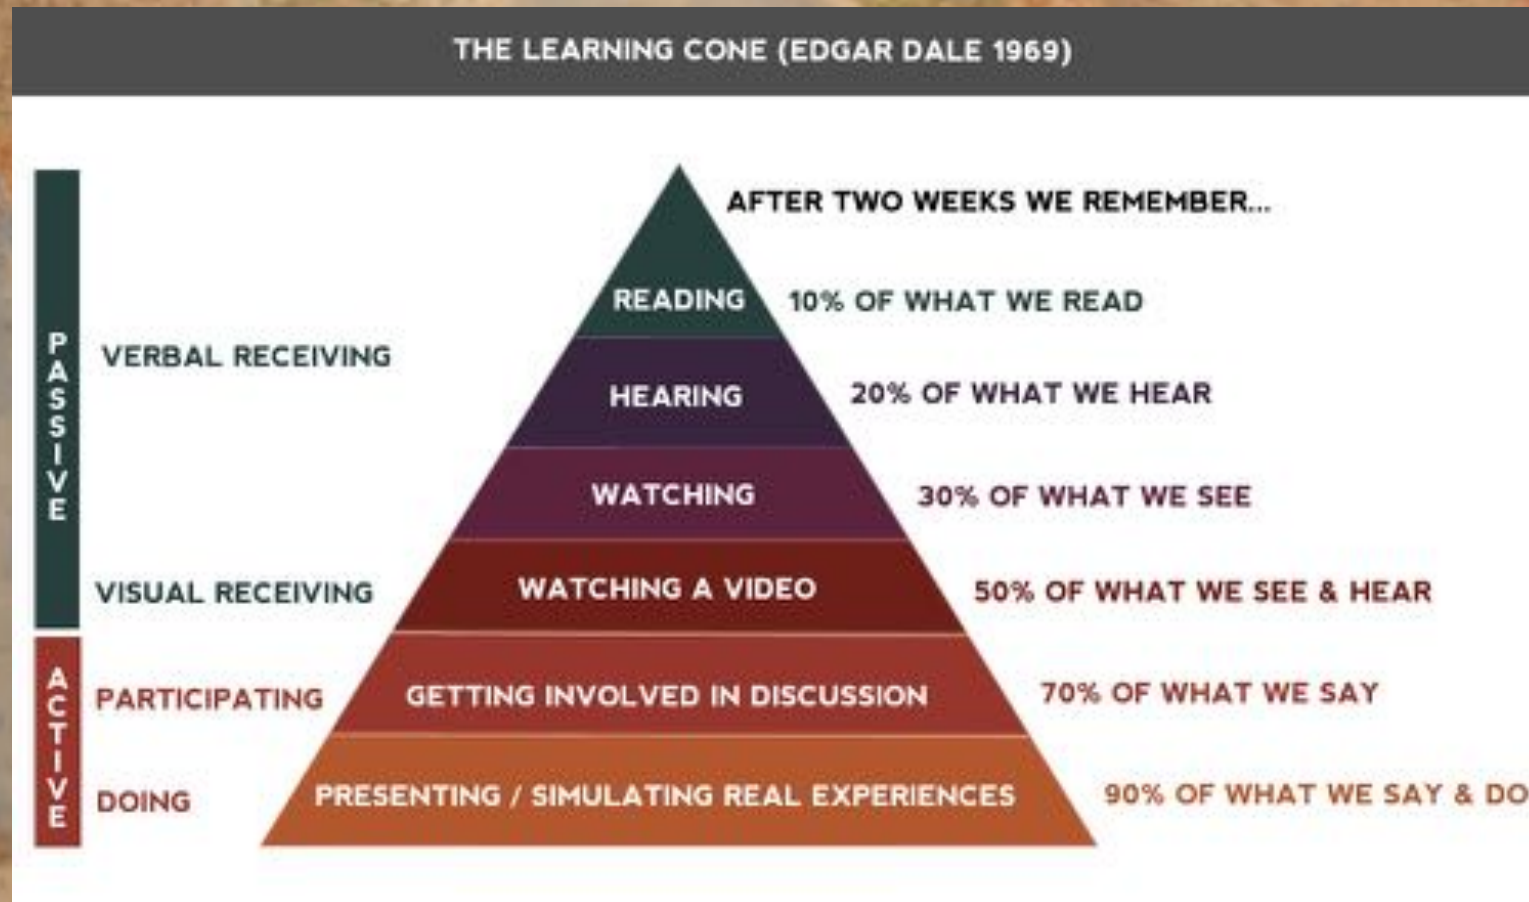 THE LEARNING CONE (EDGAR DALE 1969)
AFTER TWO WEEKS WE REMEMBER...
READING
10% OF WHAT WE READ
PASSIVE
VERBAL RECEIVING
HEARING
20% OF WHAT WE HEAR
WATCHING
30% OF WHAT WE SEE
VISUAL RECEIVING
WATCHING A VIDEO
50% OF WHAT WE SEE & HEAR
ACTIVE
PARTICIPATING
GETTING INVOLVED IN DISCUSSION
70% OF WHAT WE SAY
DOING
PRESENTING / SIMULATING REAL EXPERIENCES
90% OF WHAT WE SAY & DO